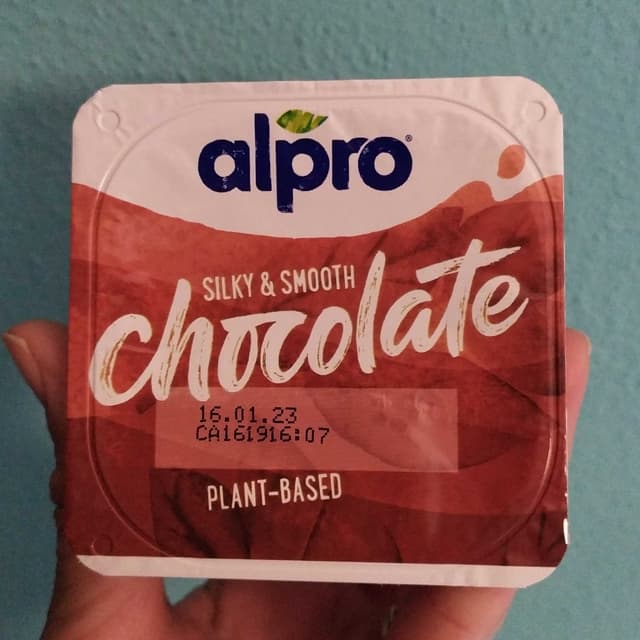 alpro®
SILKY & SMOOTH
chocolate
16.01.23
CA161916:07
PLANT-BASED